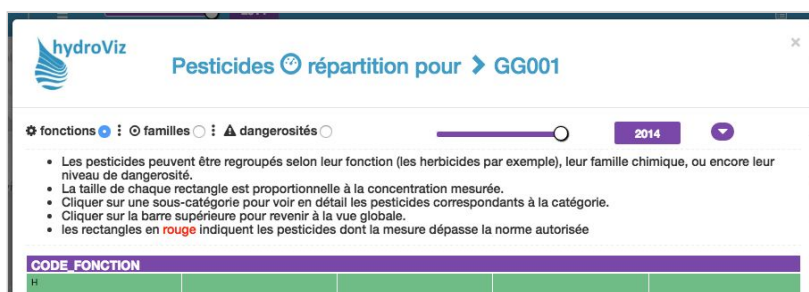 hydroViz
Pesticides répartition pour GG001
×
fonctions familles dangerosités 2014
• Les pesticides peuvent être regroupés selon leur fonction (les herbicides par exemple), leur famille chimique, ou encore leur
niveau de dangerosité.
• La taille de chaque rectangle est proportionnelle à la concentration mesurée.
• Cliquer sur une sous-catégorie pour voir en détail les pesticides correspondants à la catégorie.
• Cliquer sur la barre supérieure pour revenir à la vue globale.
• les rectangles en rouge indiquent les pesticides dont la mesure dépasse la norme autorisée
CODE_FONCTION
H